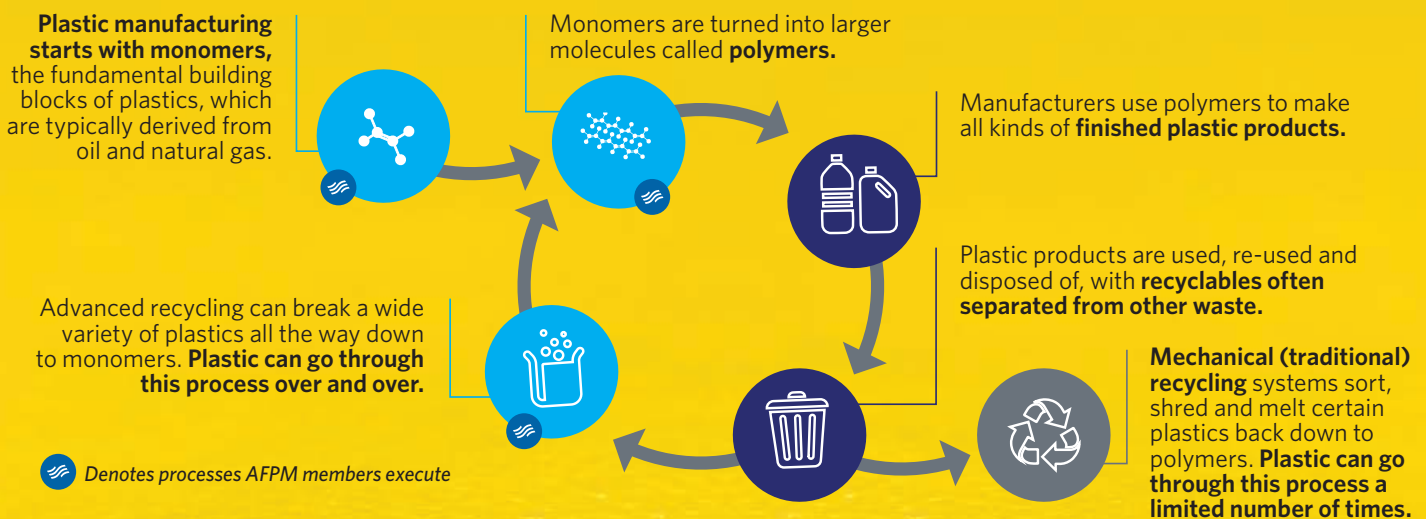 Plastic manufacturing
starts with monomers,
the fundamental building
blocks of plastics, which
are typically derived from
oil and natural gas.
Monomers are turned into larger
molecules called polymers.
Manufacturers use polymers to make
all kinds of finished plastic products.
Plastic products are used, re-used and
disposed of, with recyclables often
separated from other waste.
Mechanical (traditional)
recycling systems sort,
shred and melt certain
plastics back down to
polymers. Plastic can go
through this process a
limited number of times.
Advanced recycling can break a wide
variety of plastics all the way down
to monomers. Plastic can go through
this process over and over.
Denotes processes AFPM members execute